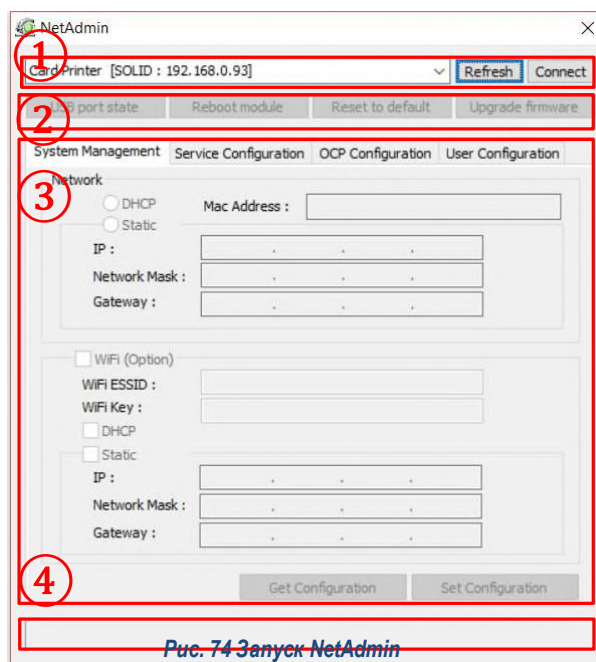 NetAdmin
①
Card Printer [SOLID : 192.168.0.93] Refresh Connect
②
USB port state Reboot module Reset to default Upgrade firmware
System Management Service Configuration OCP Configuration User Configuration
③
Network
DHCP Mac Address :
Static
IP :
Network Mask :
Gateway :
WiFi (Option)
WiFi ESSID :
WiFi Key :
DHCP
Static
IP :
Network Mask :
Gateway :
④
Get Configuration Set Configuration
Рис. 74 Запуск NetAdmin